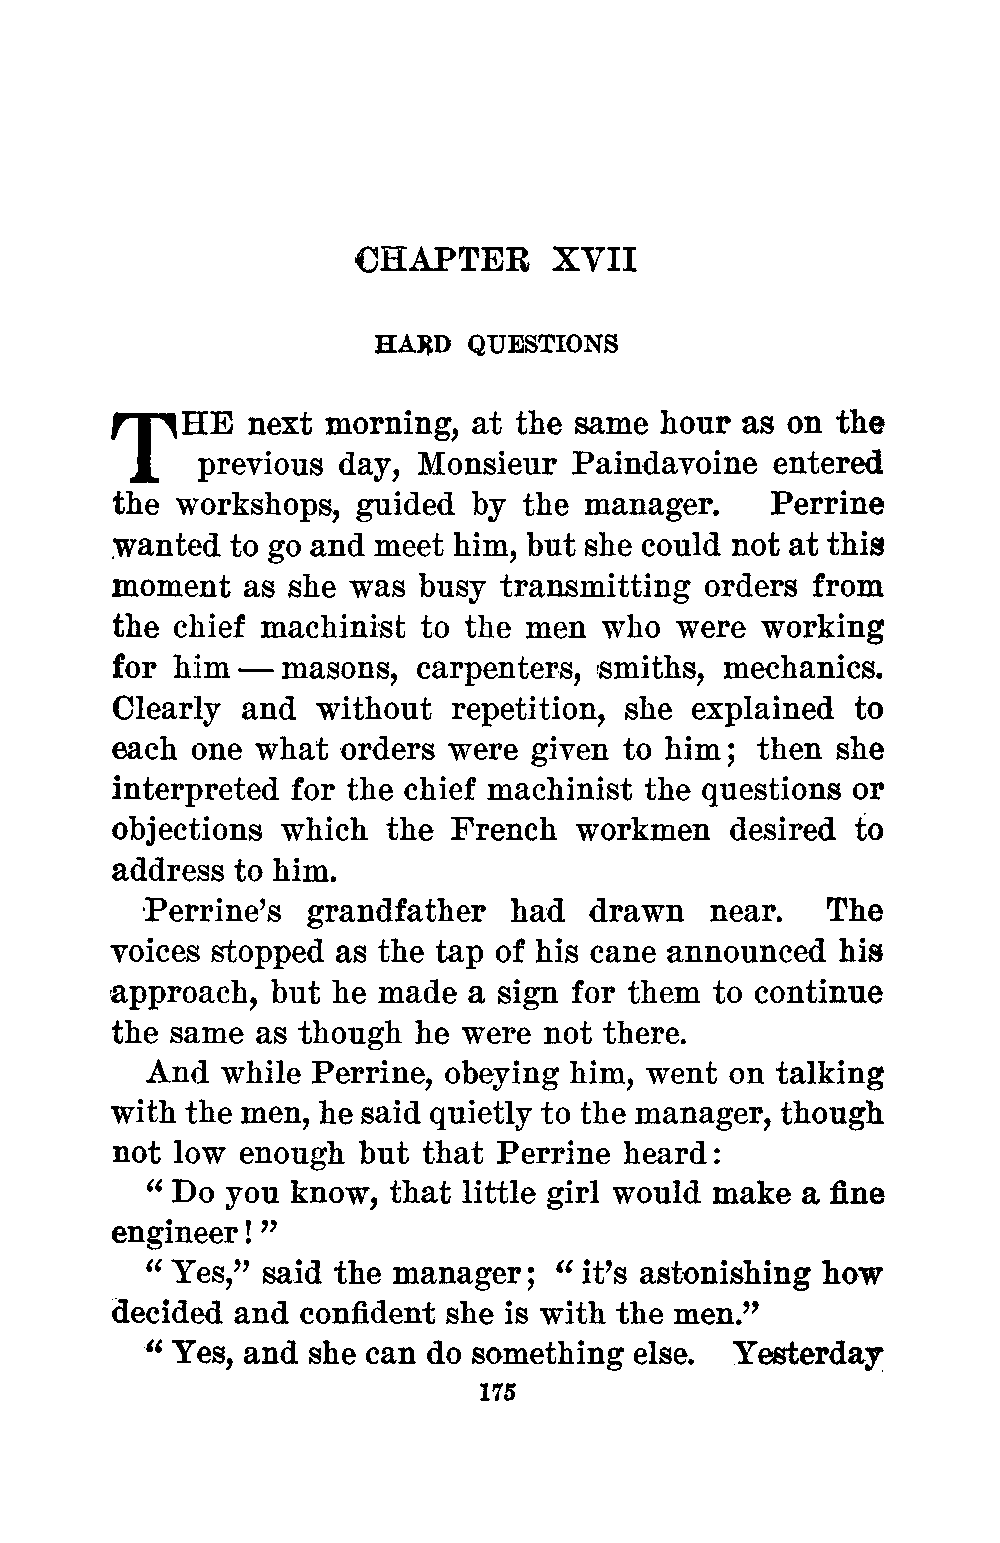 CHAPTER XVII
HARD QUESTIONS
THE next morning, at the same hour as on the
previous day, Monsieur Paindavoine entered
the workshops, guided by the manager. Perrine
wanted to go and meet him, but she could not at this
moment as she was busy transmitting orders from
the chief machinist to the men who were working
for him — masons, carpenters, smiths, mechanics.
Clearly and without repetition, she explained to
each one what orders were given to him; then she
interpreted for the chief machinist the questions or
objections which the French workmen desired to
address to him.
Perrine's grandfather had drawn near. The
voices stopped as the tap of his cane announced his
approach, but he made a sign for them to continue
the same as though he were not there.
And while Perrine, obeying him, went on talking
with the men, he said quietly to the manager, though
not low enough but that Perrine heard:
“ Do you know, that little girl would make a fine
engineer! ”
“ Yes,” said the manager; “ it's astonishing how
decided and confident she is with the men.”
“ Yes, and she can do something else. Yesterday
175